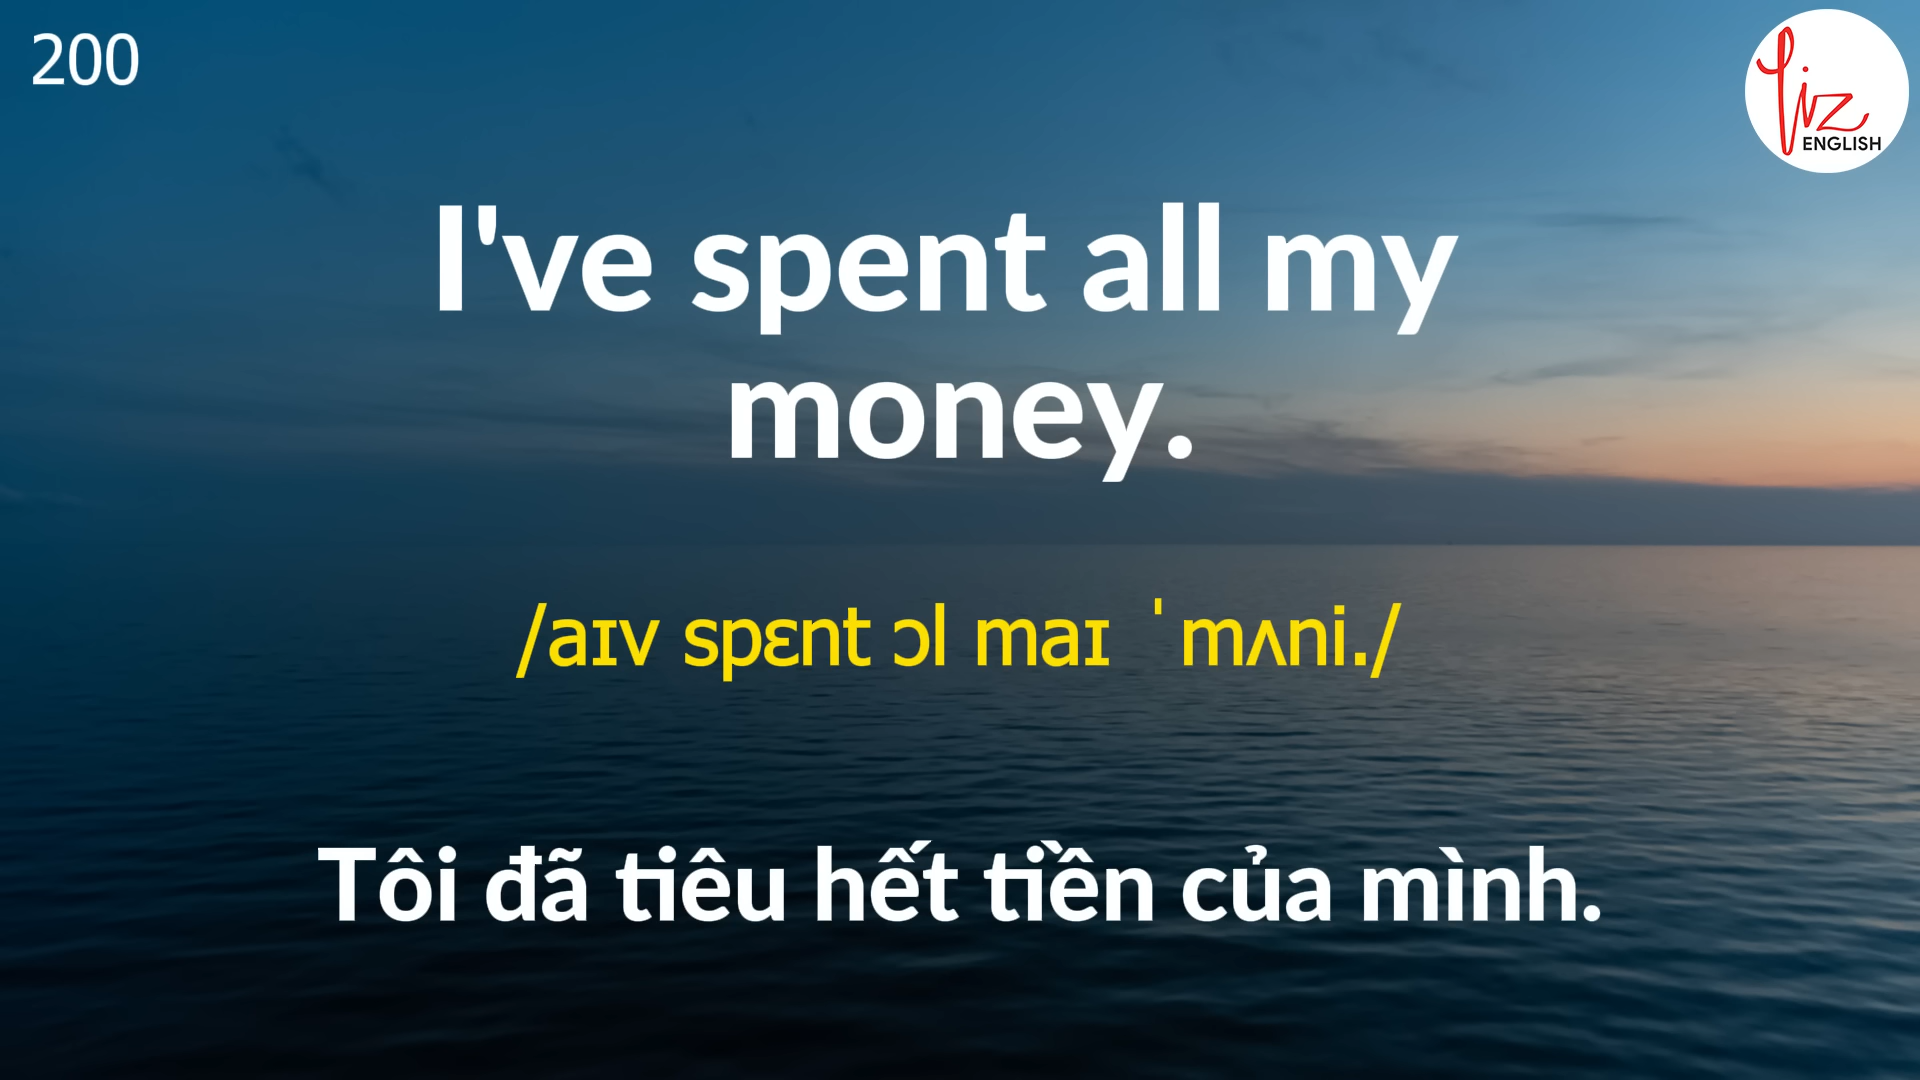 200
Liz
ENGLISH
I've spent all my
money.
/aɪv spɛnt ɔl maɪ ˈmʌni./
Tôi đã tiêu hết tiền của mình.